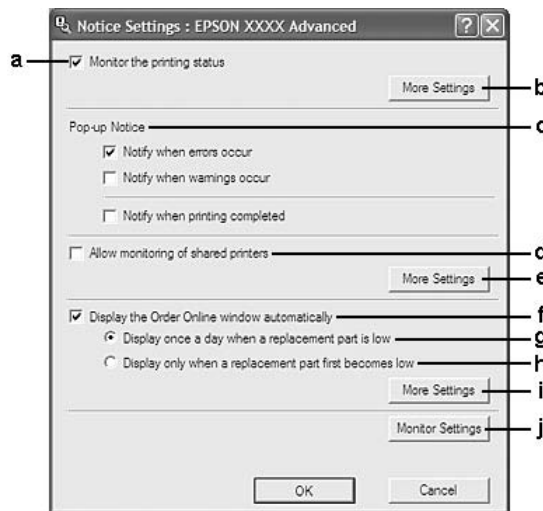 Notice Settings : EPSON XXXX Advanced
a
Monitor the printing status
More Settings
b
Pop-up Notice
c
Notify when errors occur
Notify when warnings occur
Notify when printing completed
Allow monitoring of shared printers
d
More Settings
e
Display the Order Online window automatically
f
Display once a day when a replacement part is low
g
Display only when a replacement part first becomes low
h
More Settings
i
Monitor Settings
j
OK
Cancel